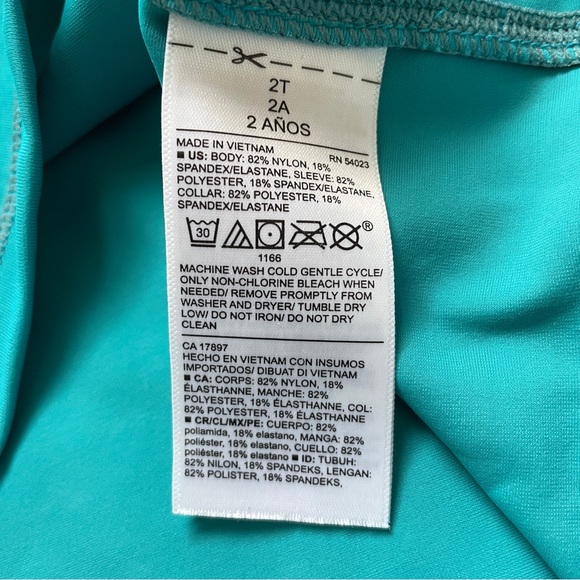 2T
2A
2 AÑOS
MADE IN VIETNAM RN 54023
■ US: BODY: 82% NYLON, 18%
SPANDEX/ELASTANE, SLEEVE: 82%
POLYESTER, 18% SPANDEX/ELASTANE,
COLLAR: 82% POLYESTER, 18%
SPANDEX/ELASTANE
30 ®
1166
MACHINE WASH COLD GENTLE CYCLE/
ONLY NON-CHLORINE BLEACH WHEN
NEEDED/ REMOVE PROMPTLY FROM
WASHER AND DRYER/ TUMBLE DRY
LOW/ DO NOT IRON/ DO NOT DRY
CLEAN
CA 17897
HECHO EN VIETNAM CON INSUMOS
IMPORTADOS/ DIBUAT DI VIETNAM
■ CA: CORPS: 82% NYLON, 18%
ÉLASTHANNE, MANCHE: 82%
POLYESTER, 18% ÉLASTHANNE, COL:
82% POLYESTER, 18% ÉLASTHANNE
■ CR/CL/MX/PE: CUERPO: 82%
poliamida, 18% elastano, MANGA: 82%
poliéster, 18% elastano, CUELLO: 82%
poliéster, 18% elastano ■ ID: TUBUH:
82% NILON, 18% SPANDEKS, LENGAN:
82% POLISTER, 18% SPANDEKS,